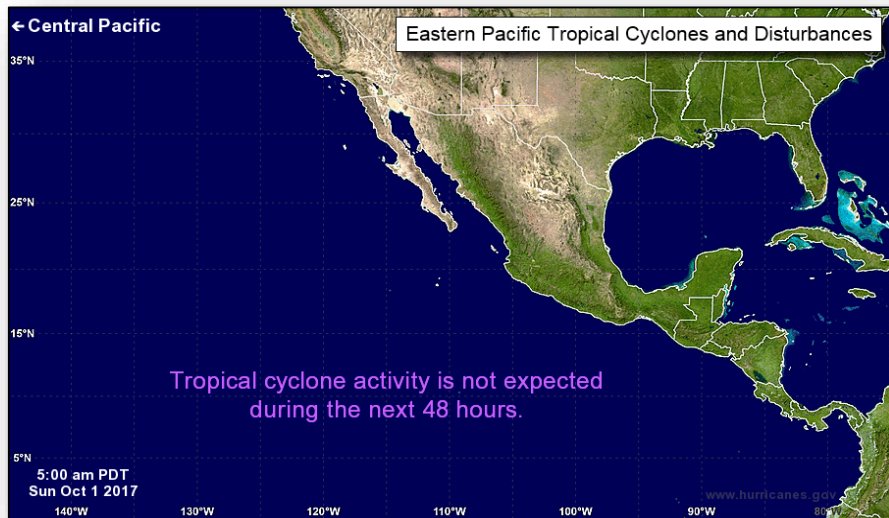 ← Central Pacific
Eastern Pacific Tropical Cyclones and Disturbances
35°N
25°N
15°N
Tropical cyclone activity is not expected
during the next 48 hours.
5°N
5:00 am PDT
Sun Oct 1 2017
www.hurricanes.gov
140°W 130°W 120°W 110°W 100°W 90°W 80°W